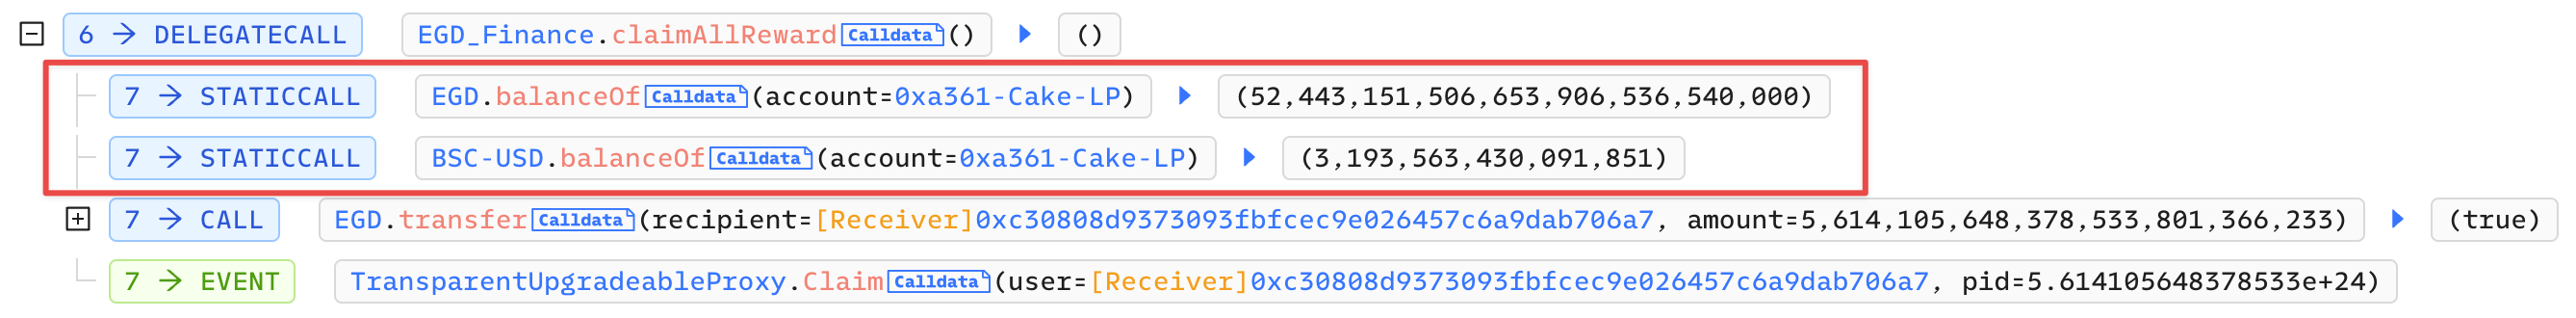 6 → DELEGATECALL EGD_Finance.claimAllReward Calldata () ▶ ()
7 → STATICCALL EGD.balanceOf Calldata (account=0xa361-Cake-LP) ▶ (52,443,151,506,653,906,536,540,000)
7 → STATICCALL BSC-USD.balanceOf Calldata (account=0xa361-Cake-LP) ▶ (3,193,563,430,091,851)
7 → CALL EGD.transfer Calldata (recipient=[Receiver]0xc30808d9373093fbfcec9e026457c6a9dab706a7, amount=5,614,105,648,378,533,801,366,233) ▶ (true)
7 → EVENT TransparentUpgradeableProxy.Claim Calldata (user=[Receiver]0xc30808d9373093fbfcec9e026457c6a9dab706a7, pid=5.614105648378533e+24)